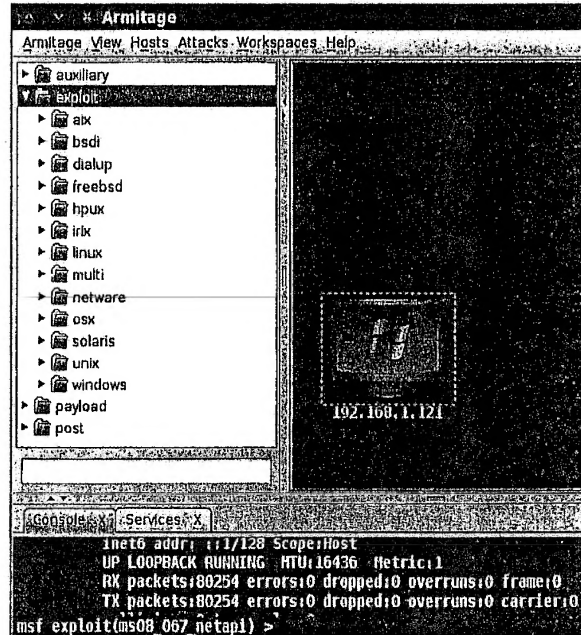 Armitage
Armitage View Hosts Attacks Workspaces Help
auxiliary
exploit
aix
bsdi
dialup
freebsd
hpux
irix
linux
multi
netware
osx
solaris
unix
windows
payload
post
192.168.1.121
Console X Services X
inet6 addr: ::1/128 Scope:Host
UP LOOPBACK RUNNING MTU:16436 Metric:1
RX packets:80254 errors:0 dropped:0 overruns:0 frame:0
TX packets:80254 errors:0 dropped:0 overruns:0 carrier:0
msf exploit(ms08_067_netapi) >